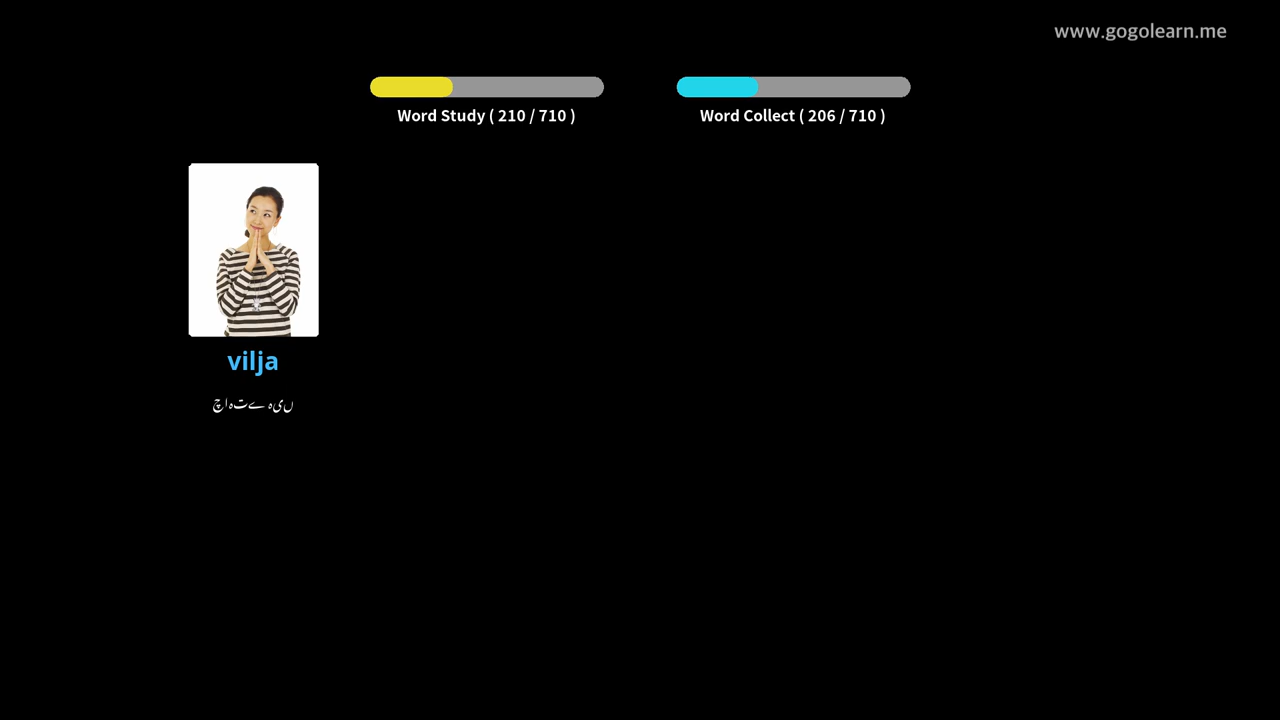 www.gogolearn.me
Word Study ( 210 / 710 )
Word Collect ( 206 / 710 )
vilja
چاہتے ہیں